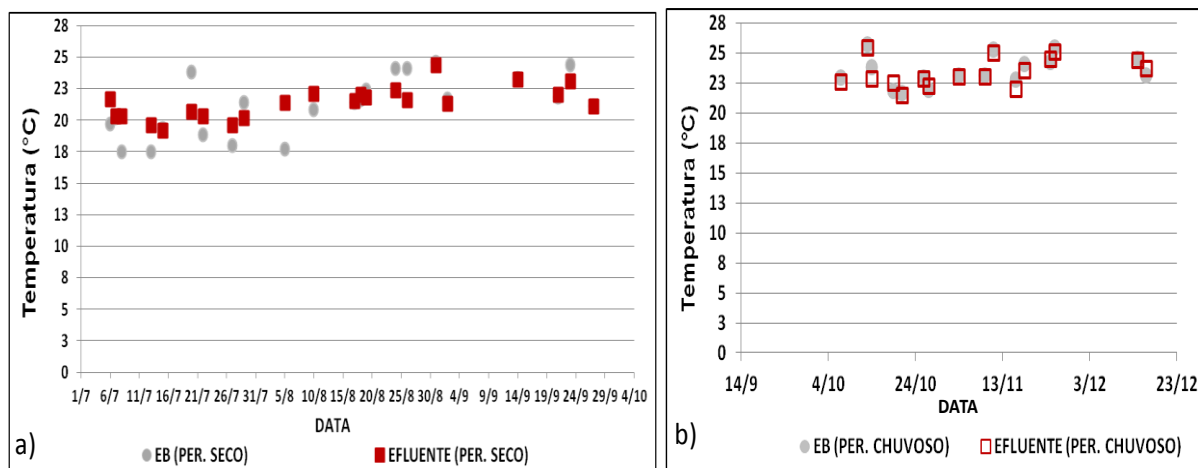 Temperatura (°C)
28
25
23
20
18
15
13
10
8
5
3
0
1/7 6/7 11/7 16/7 21/7 26/7 31/7 5/8 10/8 15/8 20/8 25/8 30/8 4/9 9/9 14/9 19/9 24/9 29/9 4/10
DATA
a)
EB (PER. SECO) EFLUENTE (PER. SECO)
Temperatura (°C)
28
25
23
20
18
15
13
10
8
5
3
0
14/9 4/10 24/10 13/11 3/12 23/12
DATA
b)
EB (PER. CHUVOSO) EFLUENTE (PER. CHUVOSO)